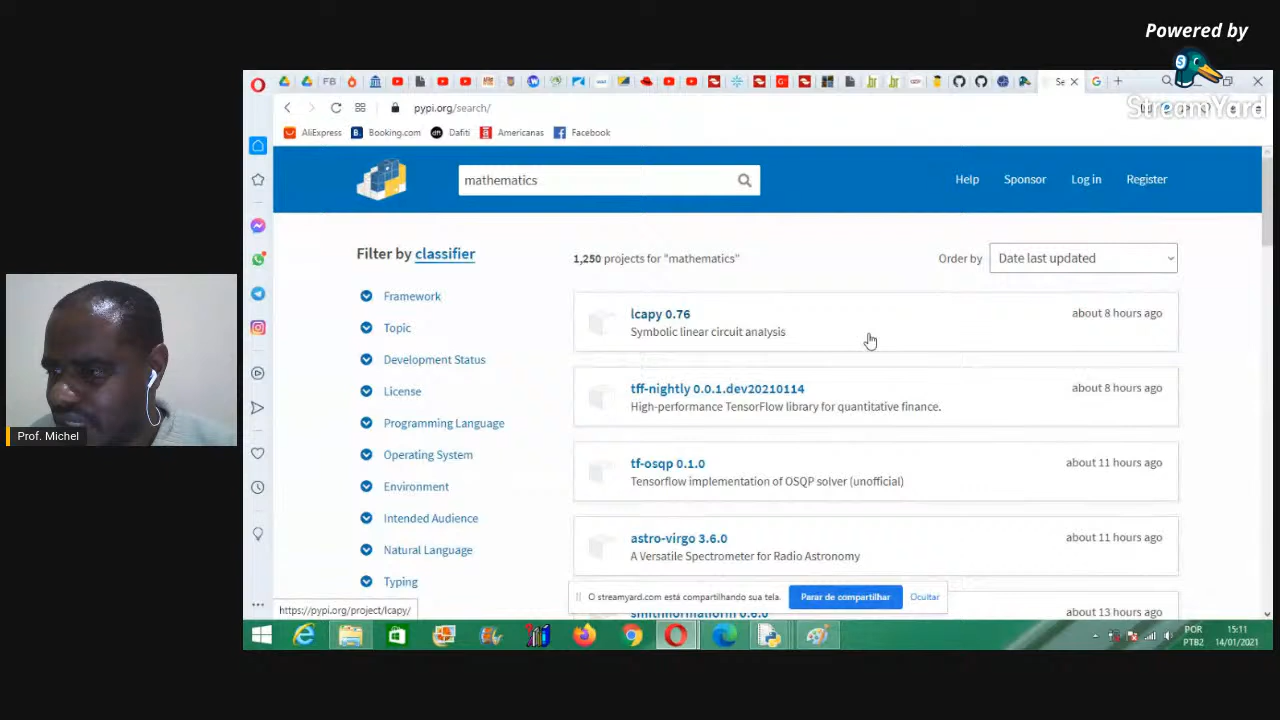 Powered by
StreamYard
Se
pypi.org/search/
AliExpress
Booking.com
Dafiti
Americanas
Facebook
mathematics
Help
Sponsor
Log in
Register
Filter by classifier
1,250 projects for "mathematics"
Order by
Date last updated
Framework
Topic
Development Status
License
Programming Language
Operating System
Environment
Intended Audience
Natural Language
Typing
lcapy 0.76
about 8 hours ago
Symbolic linear circuit analysis
tff-nightly 0.0.1.dev20210114
about 8 hours ago
High-performance TensorFlow library for quantitative finance.
tf-osqp 0.1.0
about 11 hours ago
Tensorflow implementation of OSQP solver (unofficial)
astro-virgo 3.6.0
about 11 hours ago
A Versatile Spectrometer for Radio Astronomy
about 13 hours ago
O streamyard.com está compartilhando sua tela.
Parar de compartilhar
Ocultar
https://pypi.org/project/lcapy/
Prof. Michel
POR
PTB2
15:11
14/01/2021